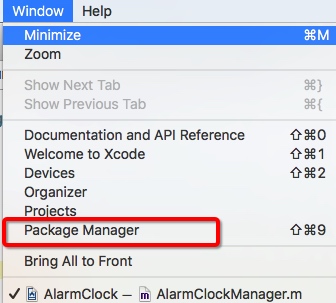 Window Help
Minimize ⌘M
Zoom
Show Next Tab ⌘}
Show Previous Tab ⌘{
Documentation and API Reference ⇧⌘0
Welcome to Xcode ⇧⌘1
Devices ⇧⌘2
Organizer
Projects
Package Manager ⇧⌘9
Bring All to Front
✓ AlarmClock — m AlarmClockManager.m